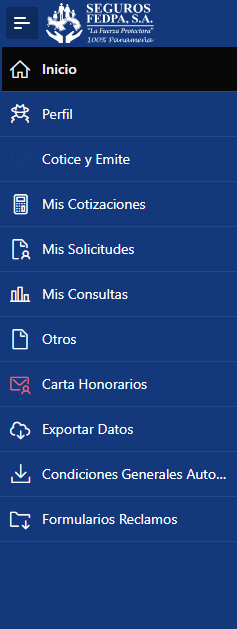 SEGUROS
FEDPA, S.A.
"La Fuerza Protectora"
100% Panameña
Inicio
Perfil
Cotice y Emite
Mis Cotizaciones
Mis Solicitudes
Mis Consultas
Otros
Carta Honorarios
Exportar Datos
Condiciones Generales Auto...
Formularios Reclamos